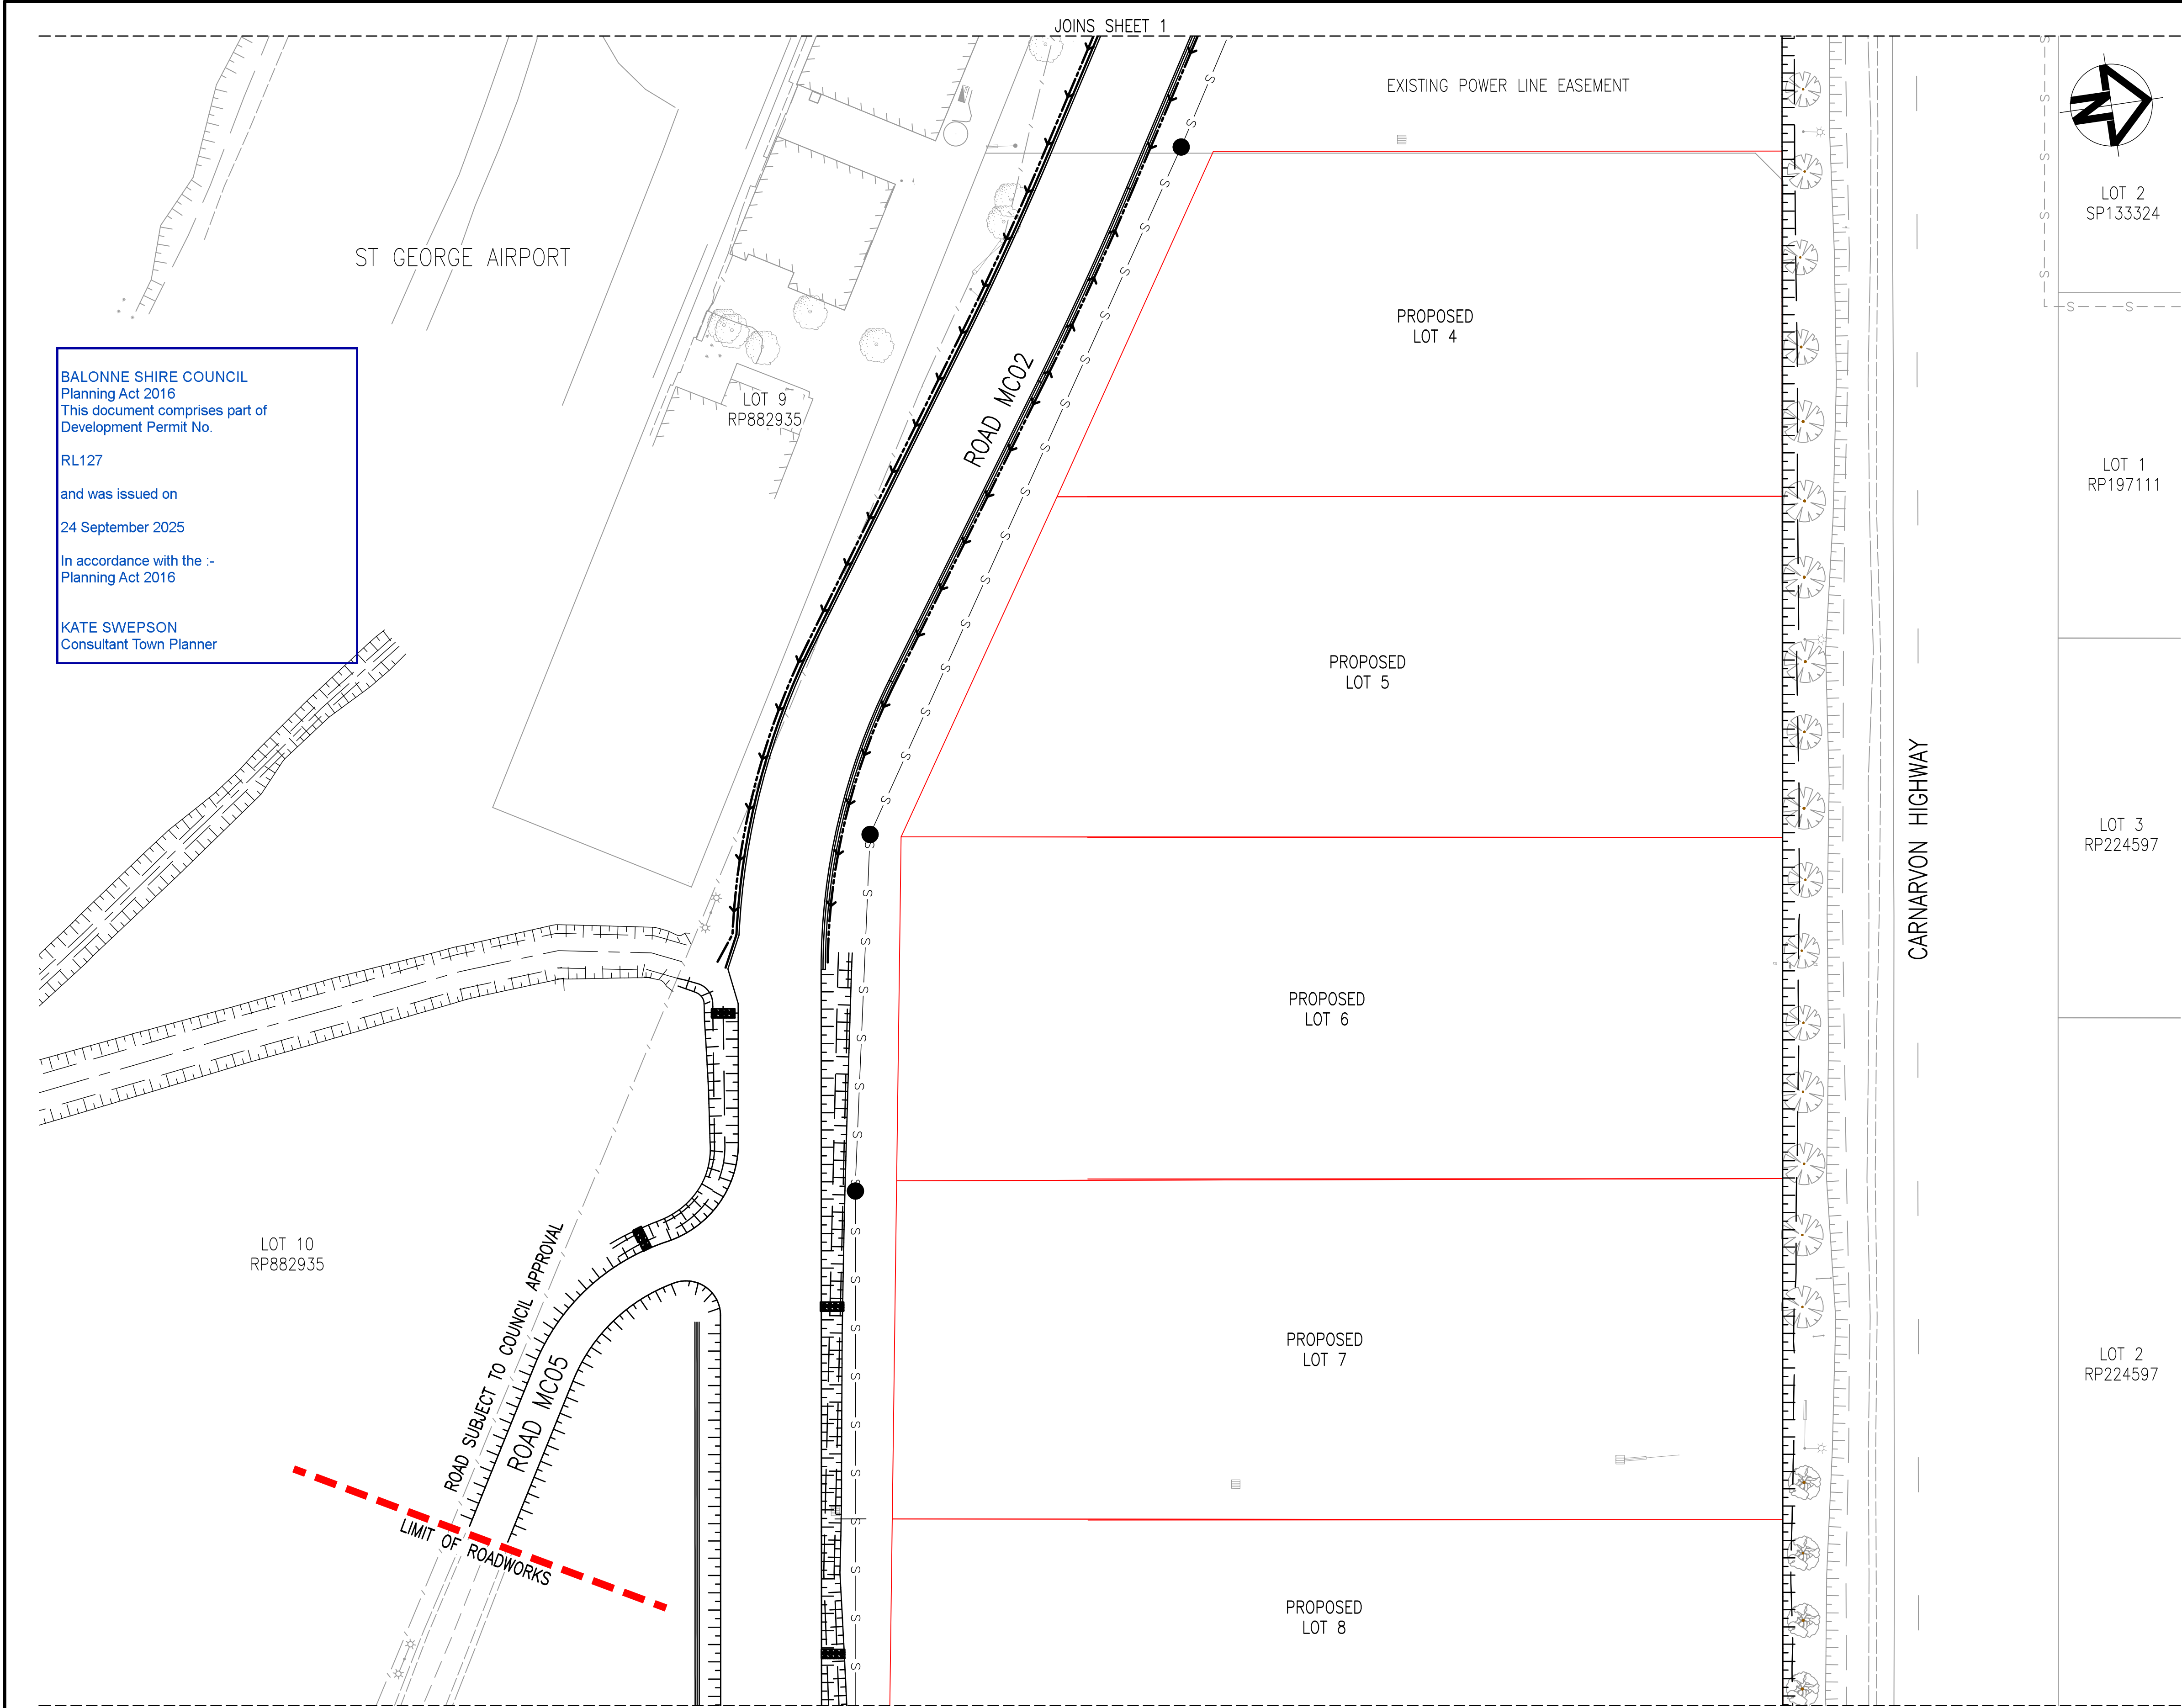 JOINS SHEET 1
EXISTING POWER LINE EASEMENT
N
LOT 2
SP133324
ST GEORGE AIRPORT
PROPOSED
LOT 4
BALONNE SHIRE COUNCIL
Planning Act 2016
This document comprises part of
Development Permit No.
RL127
and was issued on
24 September 2025
In accordance with the :-
Planning Act 2016
KATE SWEPSON
Consultant Town Planner
LOT 9
RP882935
ROAD MC02
LOT 1
RP197111
PROPOSED
LOT 5
CARNARVON HIGHWAY
LOT 3
RP224597
PROPOSED
LOT 6
LOT 10
RP882935
ROAD SUBJECT TO COUNCIL APPROVAL
ROAD MC05
LIMIT OF ROADWORKS
PROPOSED
LOT 7
LOT 2
RP224597
PROPOSED
LOT 8